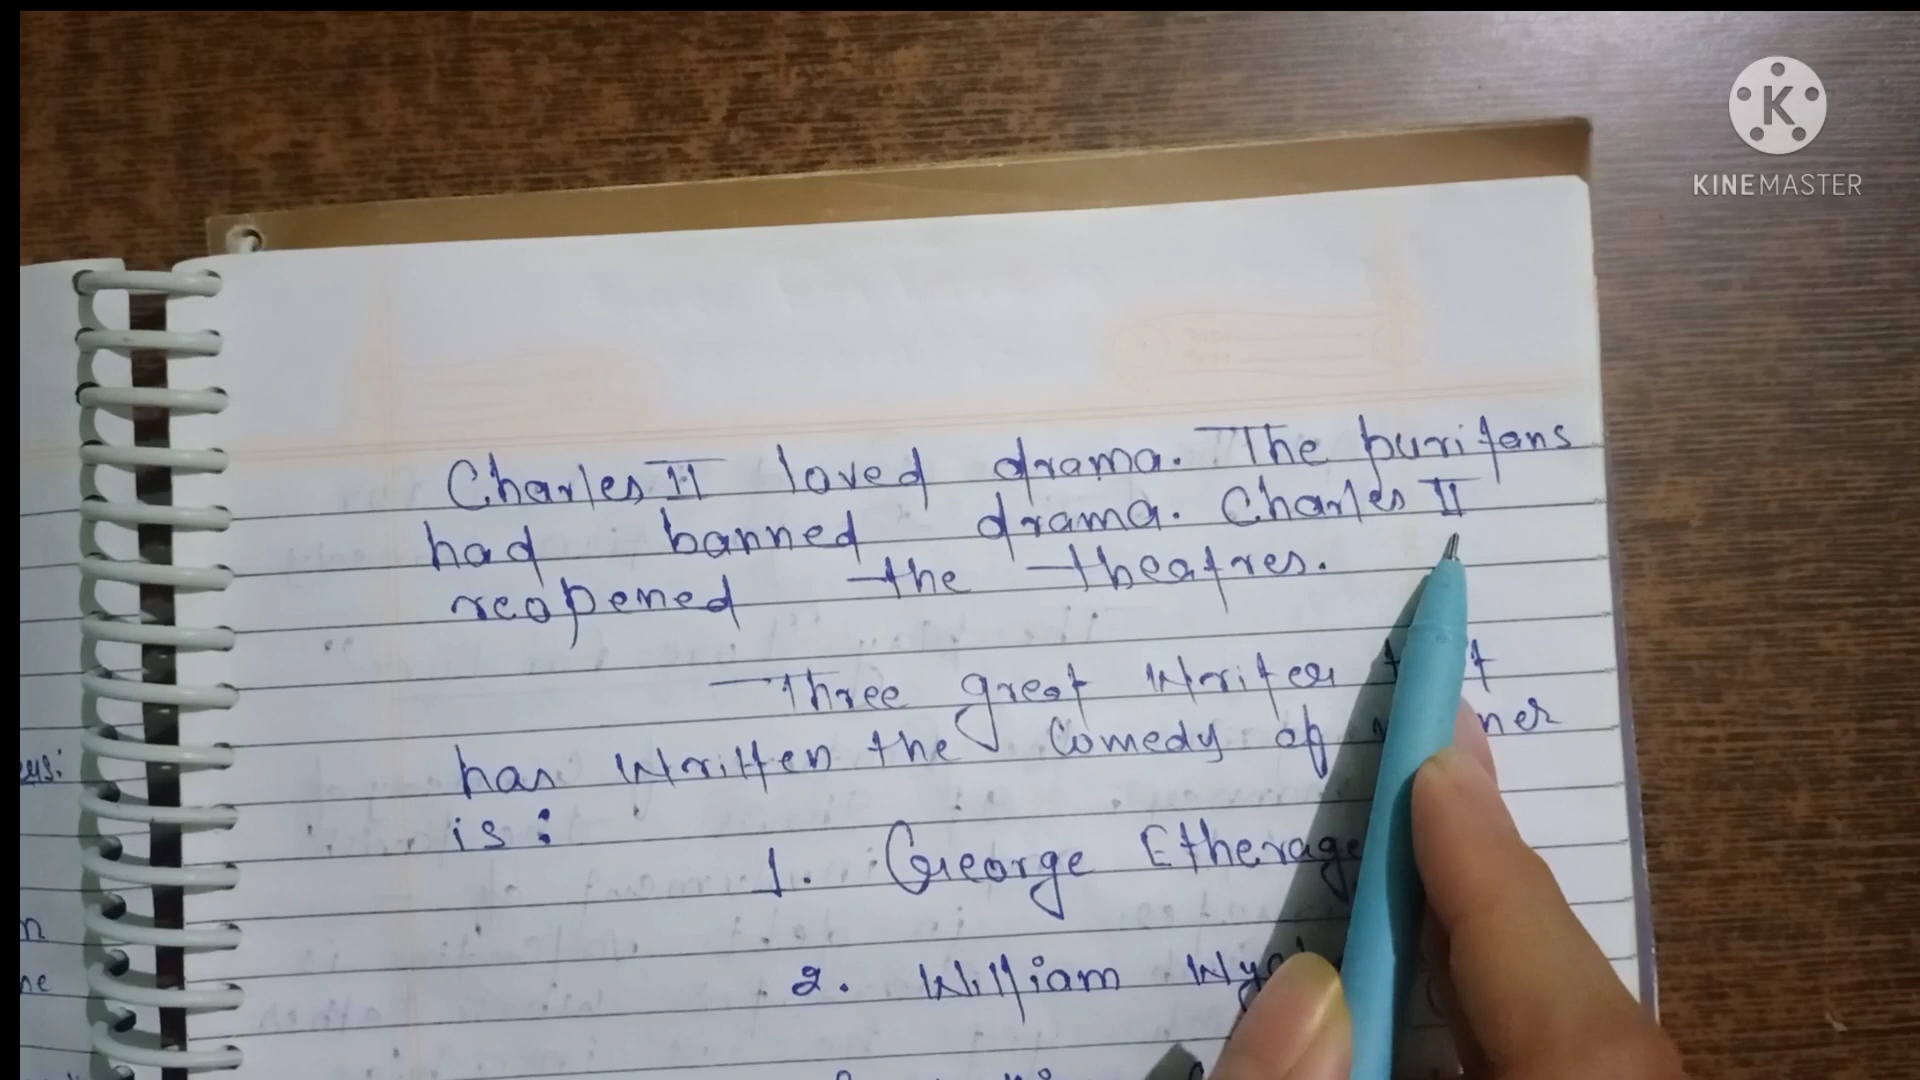 KINEMASTER
Charles II loved drama. The puritans
had banned drama. Charles II
reopened the theatres.
Three great writer
has written the comedy of
is:
1. George Etherage
2. William